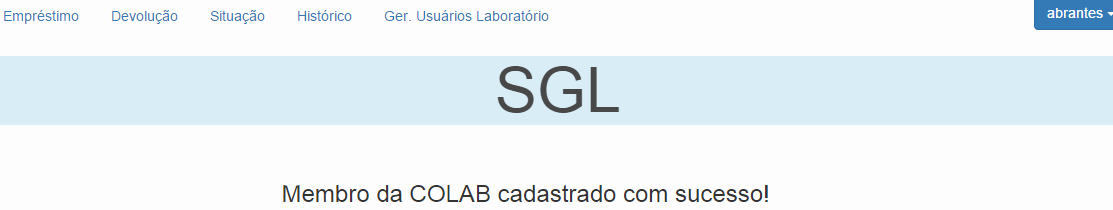 Empréstimo Devolução Situação Histórico Ger. Usuários Laboratório abrantes
SGL
Membro da COLAB cadastrado com sucesso!